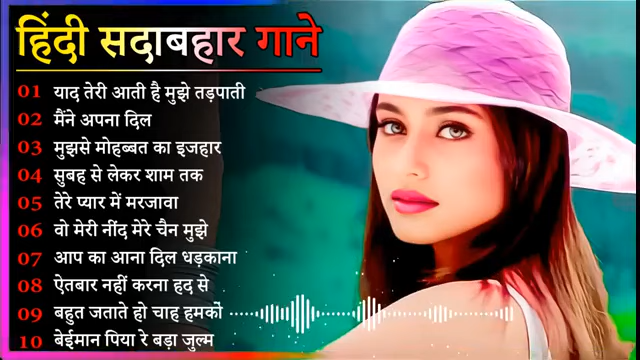 हिंदी सदाबहार गाने
01 याद तेरी आती है मुझे तड़पाती
02 मैंने अपना दिल
03 मुझसे मोहब्बत का इजहार
04 सुबह से लेकर शाम तक
05 तेरे प्यार में मरजावा
06 वो मेरी नींद मेरे चैन मुझे
07 आप का आना दिल धड़काना
08 ऐतबार नहीं करना हद से
09 बहुत जताते हो चाह हमको
10 बेईमान पिया रे बड़ा जुल्म